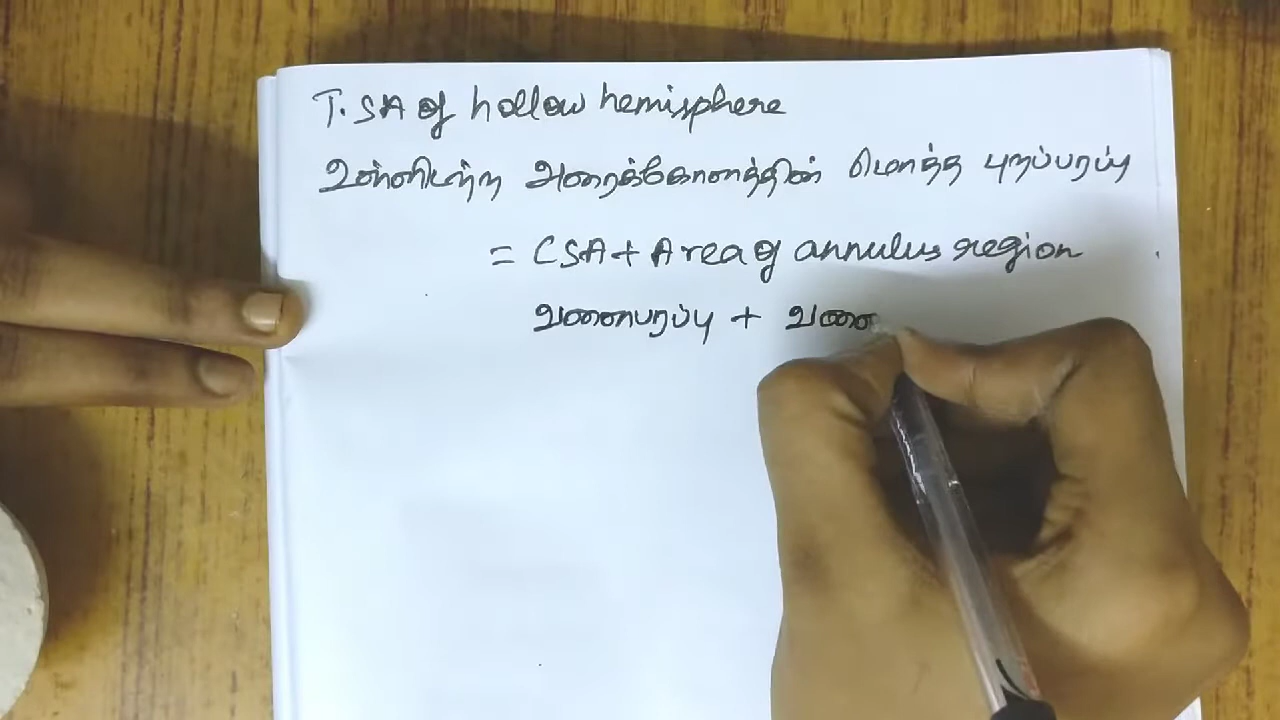 T.SA of hollow hemisphere
உள்ளீடற்ற அரைக்கோளத்தின் மொத்த புறப்பரப்பு
= CSA + Area of annulus region
வளைபரப்பு + வளை